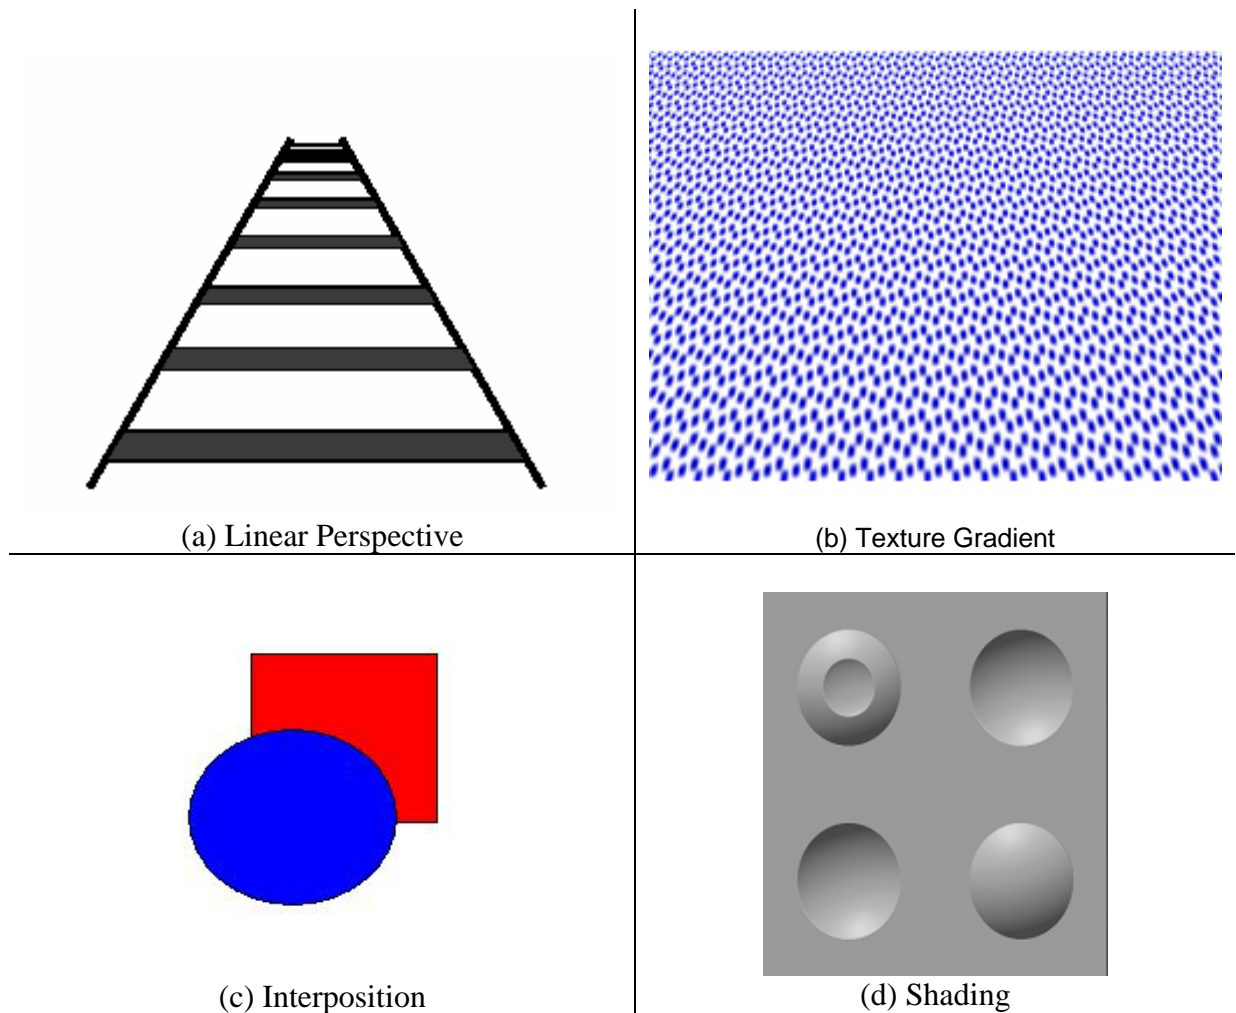 (a) Linear Perspective
(b) Texture Gradient
(c) Interposition
(d) Shading